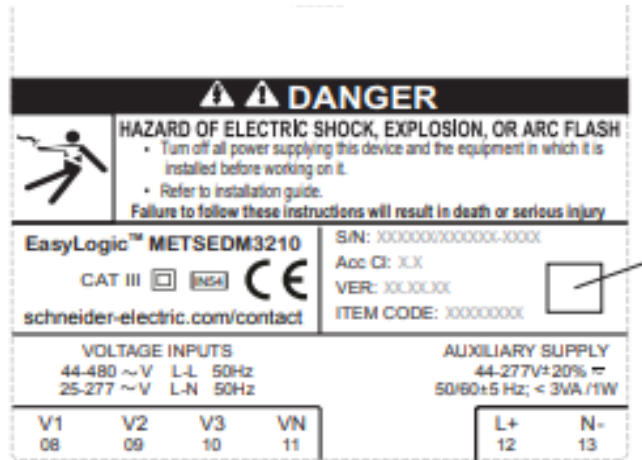 DANGER
HAZARD OF ELECTRIC SHOCK, EXPLOSION, OR ARC FLASH
• Turn off all power supplying this device and the equipment in which it is
installed before working on it.
• Refer to installation guide.
Failure to follow these instructions will result in death or serious injury
EasyLogic™ METSEDM3210
CAT III IN54 CE
schneider-electric.com/contact
S/N: XXXXXX/XXXXXX-XXXX
Acc Cl: X.X
VER: XX.XX.XX
ITEM CODE: XXXXXXXX
VOLTAGE INPUTS
44-480 ~ V L-L 50Hz
25-277 ~ V L-N 50Hz
AUXILIARY SUPPLY
44-277V±20% ⎓
50/60±5 Hz; < 3VA /1W
V1 V2 V3 VN
08 09 10 11
L+ N-
12 13